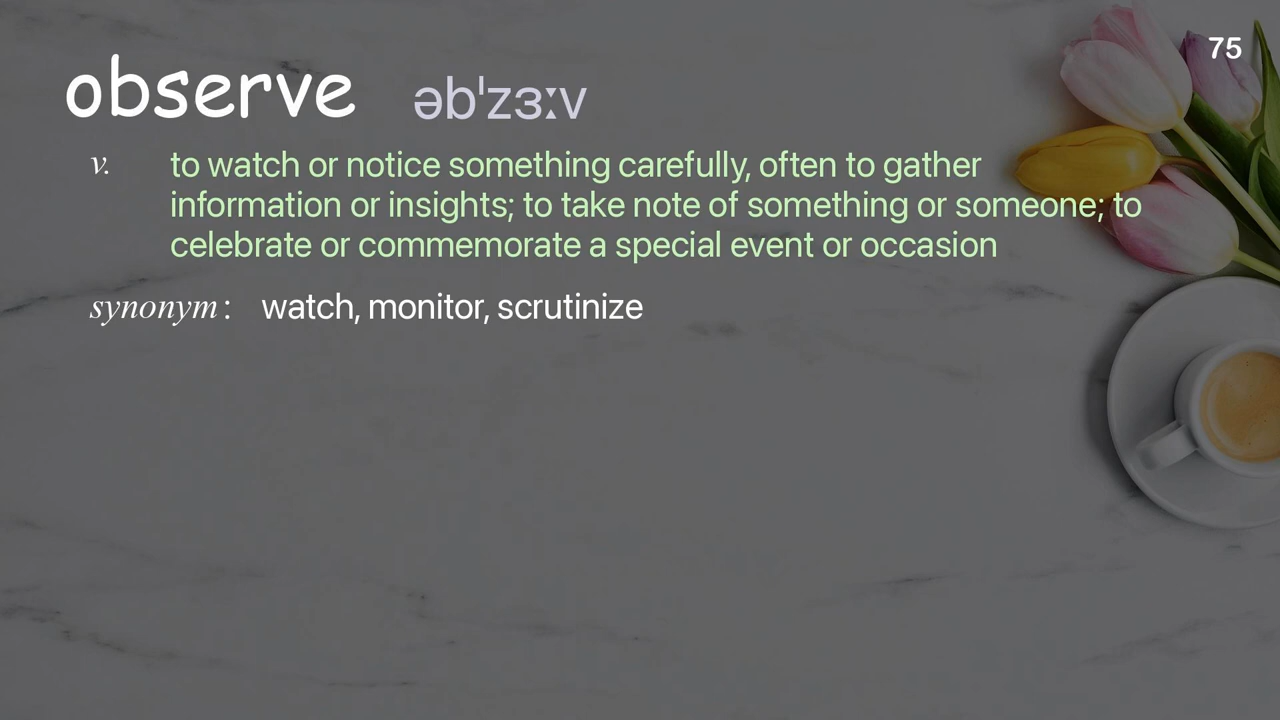 75
observe əbˈzɜːv
v. to watch or notice something carefully, often to gather
information or insights; to take note of something or someone; to
celebrate or commemorate a special event or occasion
synonym : watch, monitor, scrutinize